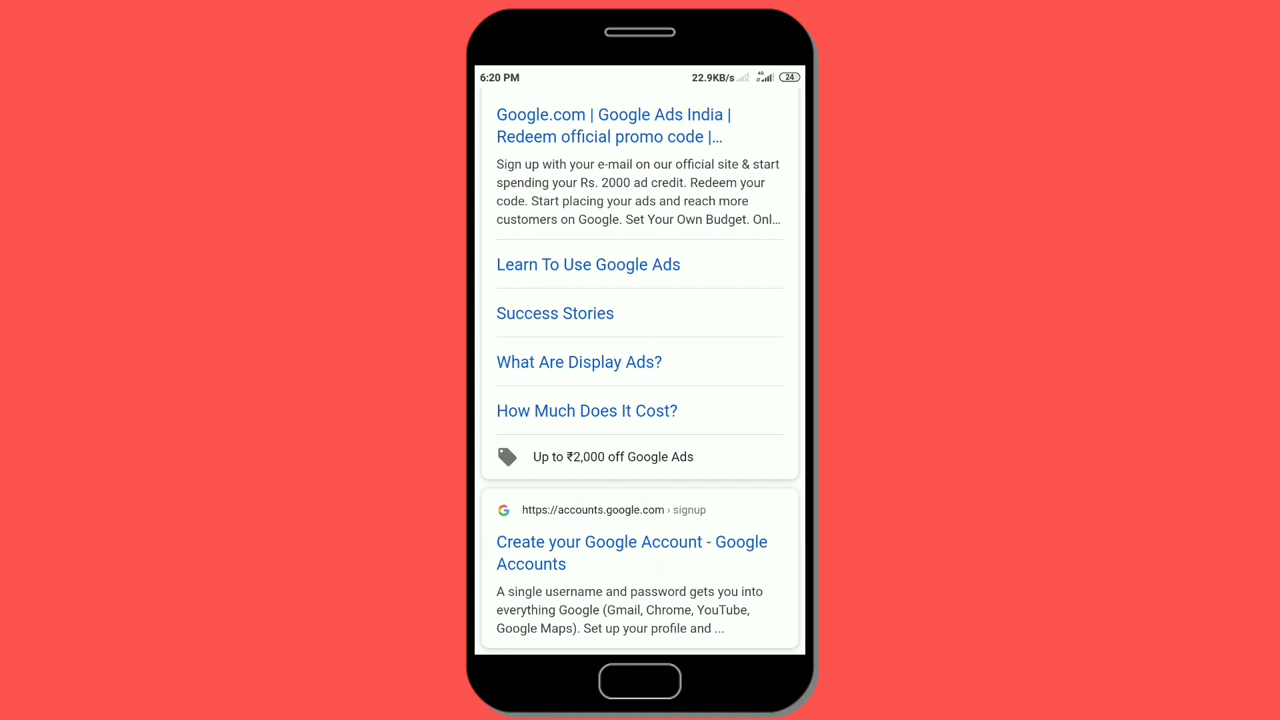 6:20 PM 22.9KB/s 4G 24
Google.com | Google Ads India |
Redeem official promo code |...
Sign up with your e-mail on our official site & start
spending your Rs. 2000 ad credit. Redeem your
code. Start placing your ads and reach more
customers on Google. Set Your Own Budget. Onl...
Learn To Use Google Ads
Success Stories
What Are Display Ads?
How Much Does It Cost?
Up to ₹2,000 off Google Ads
https://accounts.google.com › signup
Create your Google Account - Google
Accounts
A single username and password gets you into
everything Google (Gmail, Chrome, YouTube,
Google Maps). Set up your profile and ...